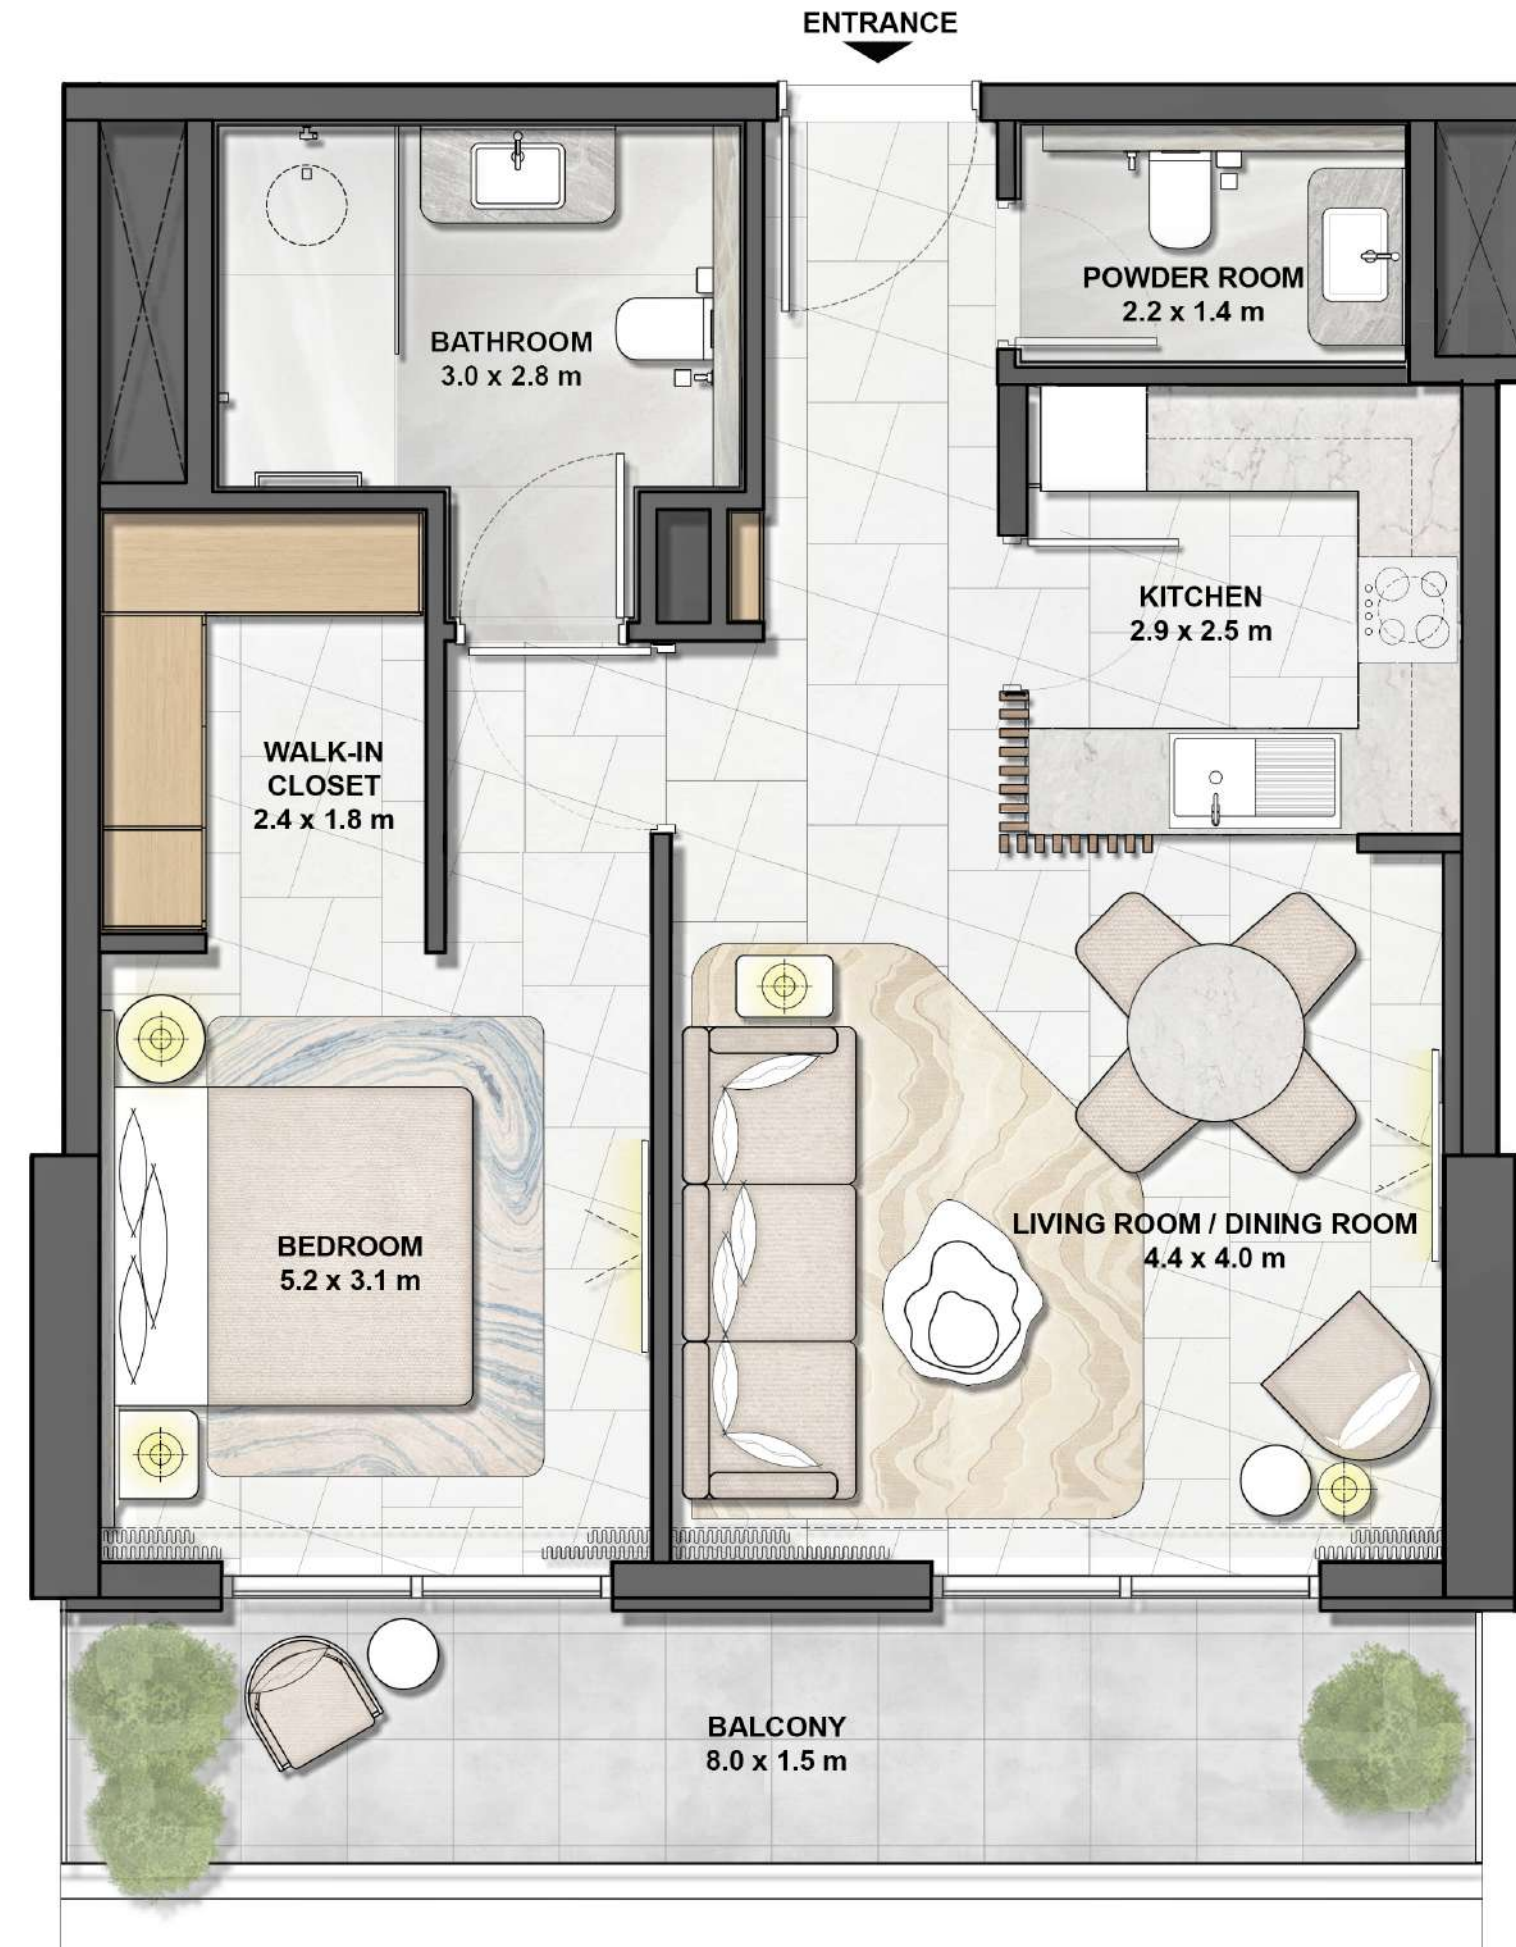 ENTRANCE
POWDER ROOM
2.2 x 1.4 m
BATHROOM
3.0 x 2.8 m
KITCHEN
2.9 x 2.5 m
WALK-IN
CLOSET
2.4 x 1.8 m
LIVING ROOM / DINING ROOM
4.4 x 4.0 m
BEDROOM
5.2 x 3.1 m
BALCONY
8.0 x 1.5 m